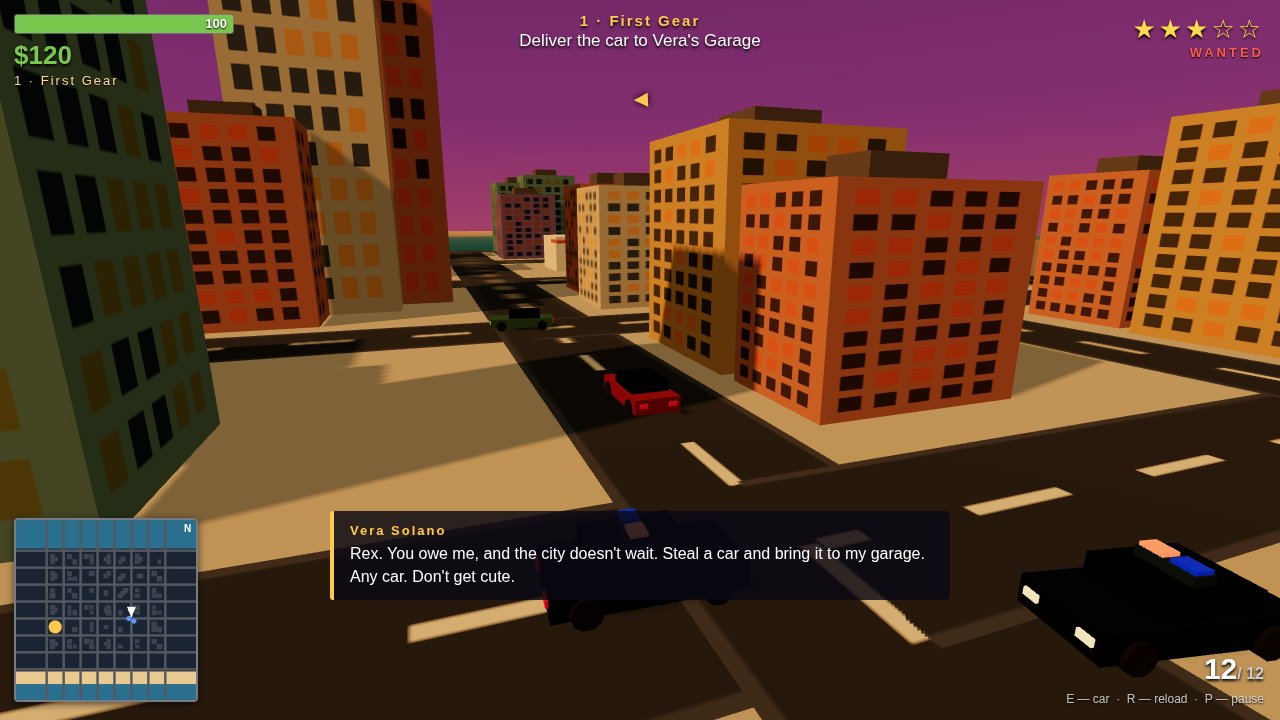 100
$120
1 · First Gear
1 · First Gear
Deliver the car to Vera's Garage
★★★☆☆
WANTED
Vera Solano
Rex. You owe me, and the city doesn't wait. Steal a car and bring it to my garage.
Any car. Don't get cute.
N
12 / 12
E — car · R — reload · P — pause